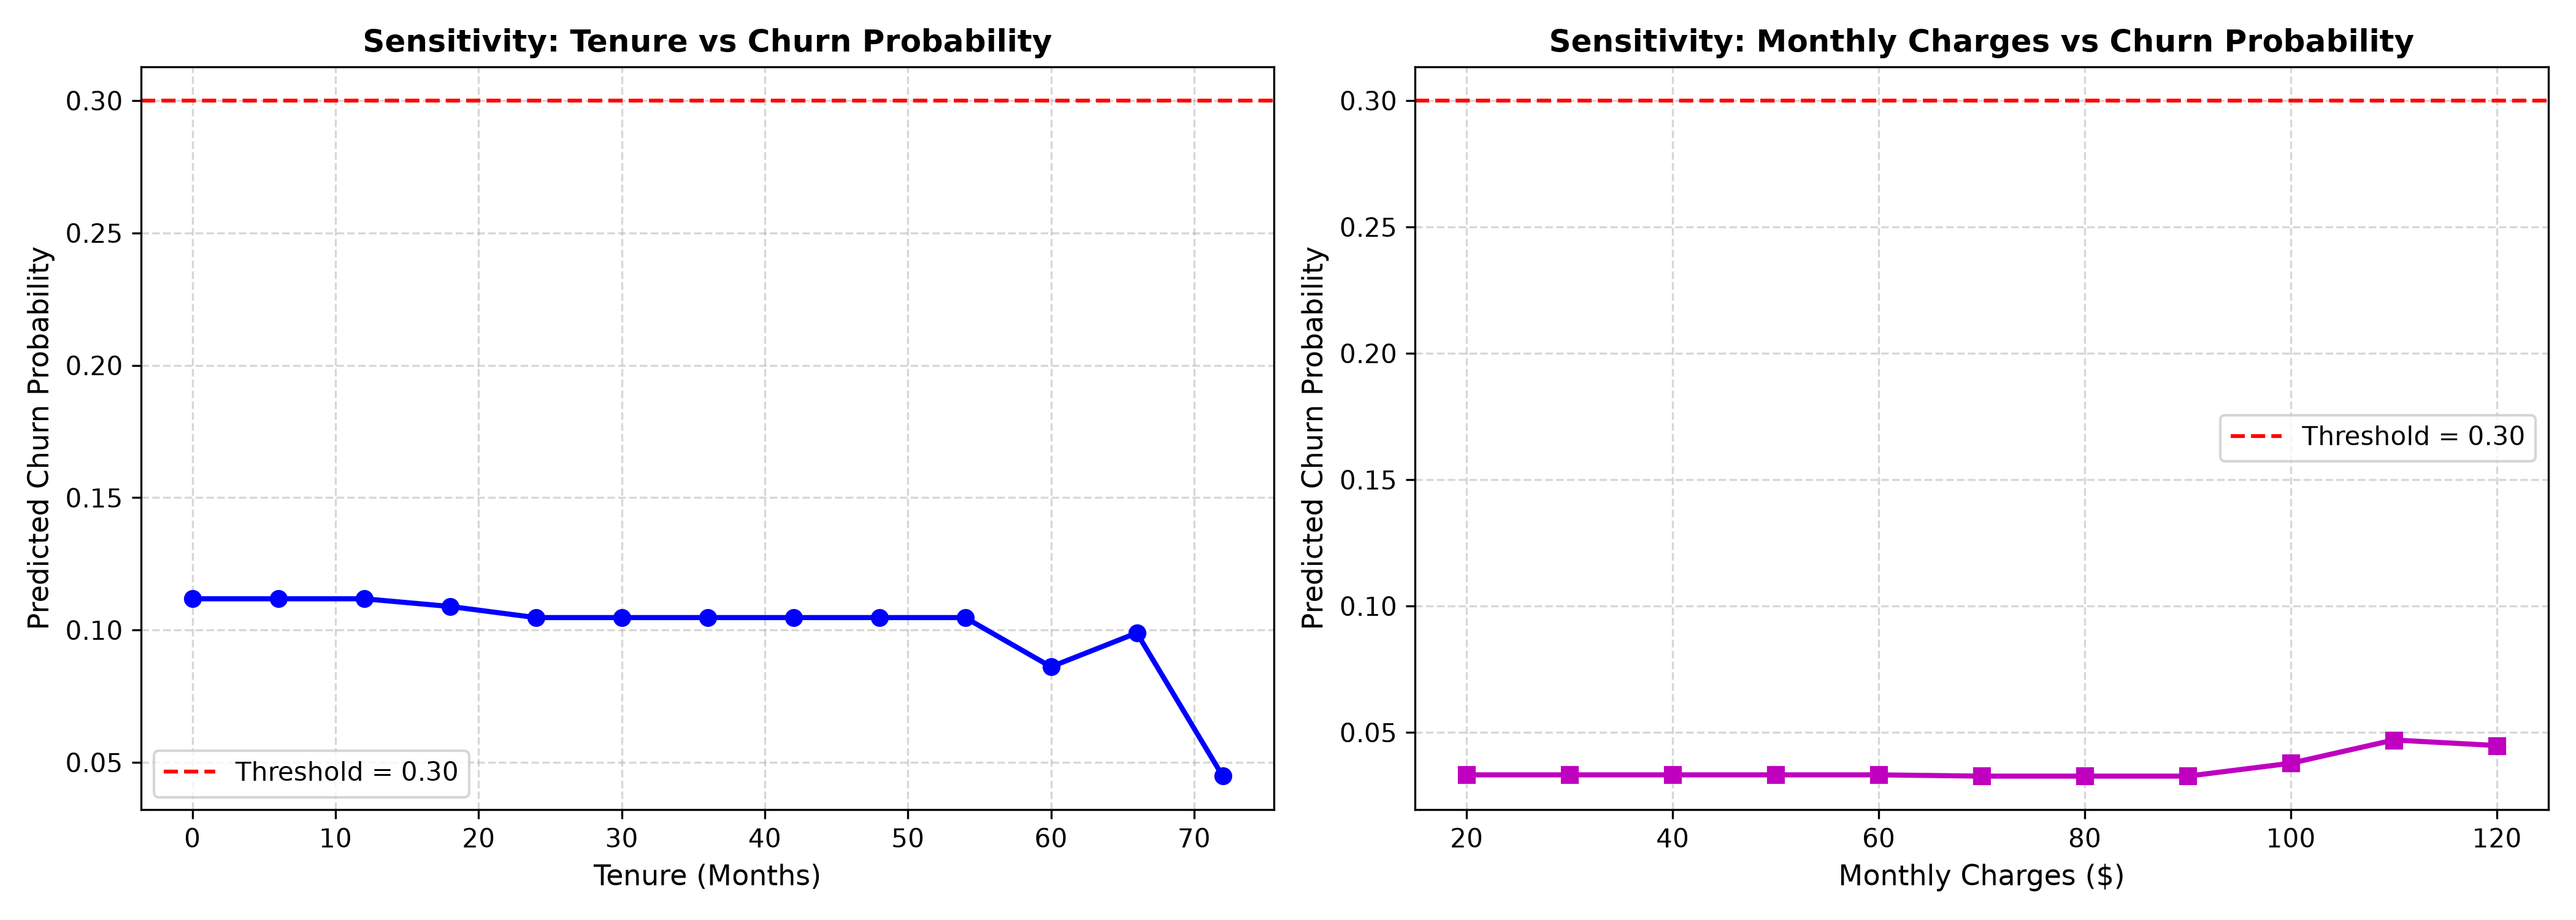 Sensitivity: Tenure vs Churn Probability
Predicted Churn Probability
0.30
0.25
0.20
0.15
0.10
0.05
Threshold = 0.30
0 10 20 30 40 50 60 70
Tenure (Months)
Sensitivity: Monthly Charges vs Churn Probability
Predicted Churn Probability
0.30
0.25
0.20
0.15
0.10
0.05
Threshold = 0.30
20 40 60 80 100 120
Monthly Charges ($)